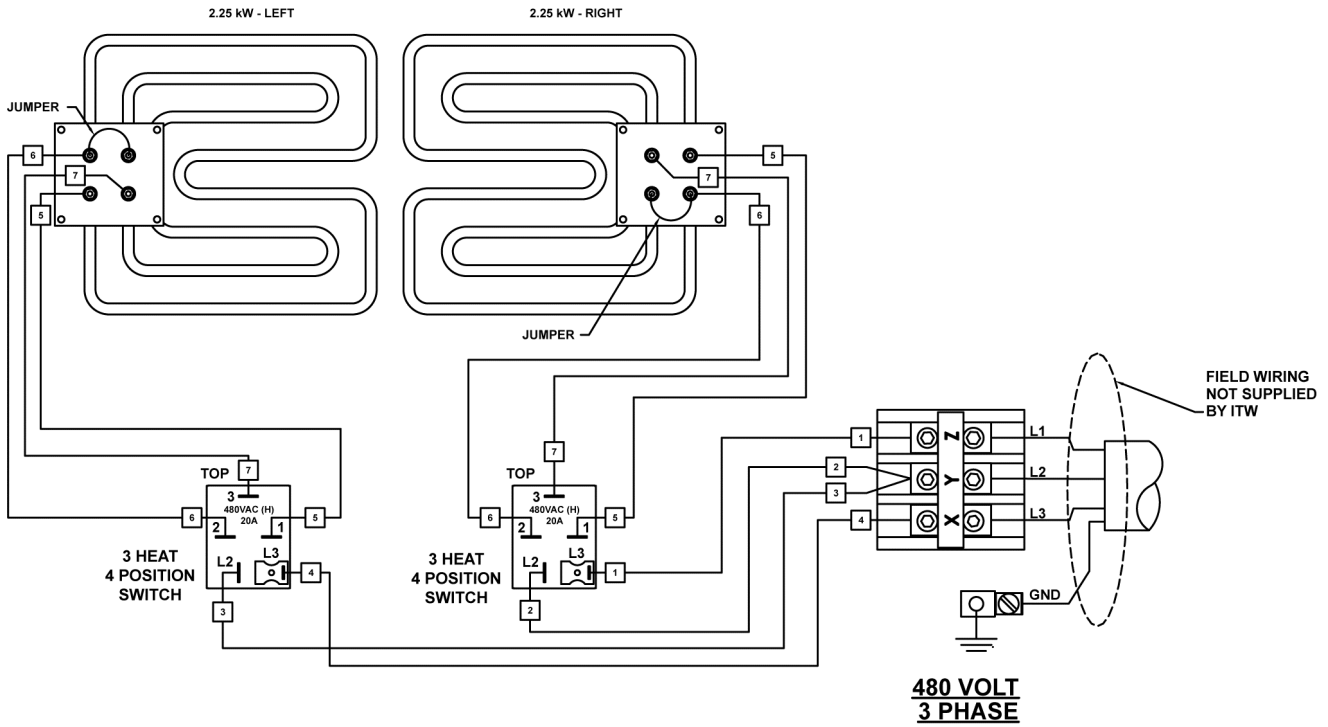 2.25 kW - LEFT
2.25 kW - RIGHT
JUMPER
6
7
5
5
7
6
JUMPER
FIELD WIRING
NOT SUPPLIED
BY ITW
1
Z
L1
2
Y
L2
3
4
X
L3
TOP
7
3
480VAC (H)
20A
6
2
1
5
L2
L3
4
3 HEAT
4 POSITION
SWITCH
3
TOP
7
3
480VAC (H)
20A
6
2
1
5
L2
L3
1
3 HEAT
4 POSITION
SWITCH
2
GND
480 VOLT
3 PHASE